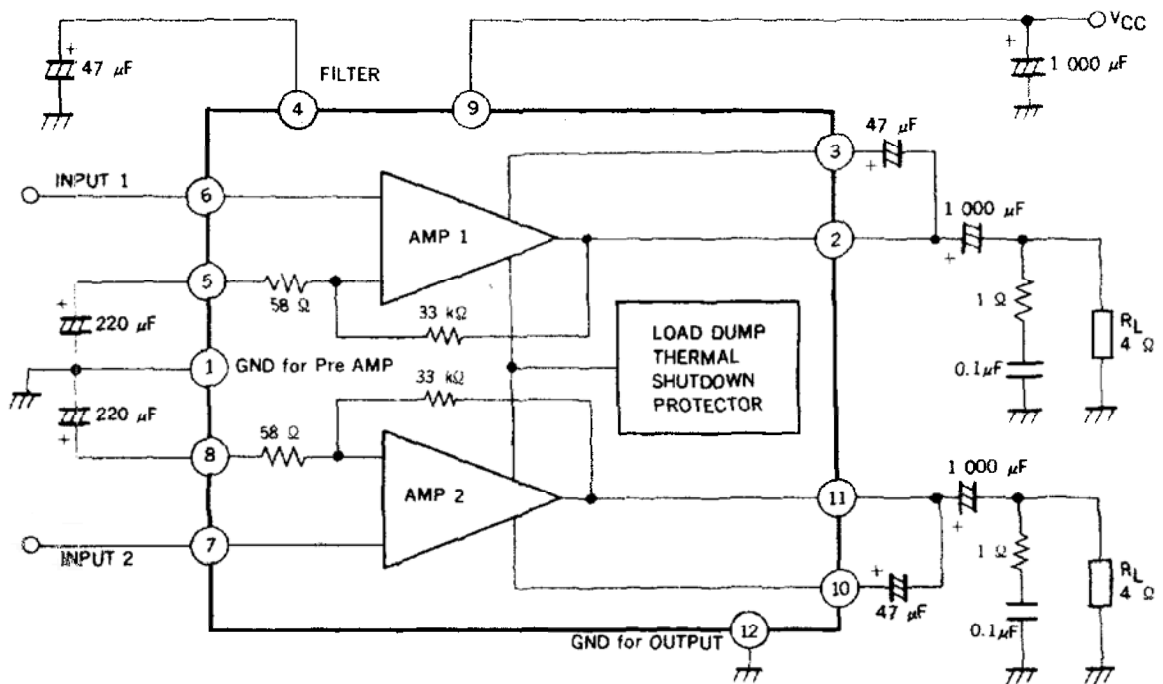 VCC
+
47 μF
FILTER
+
1 000 μF
4
9
47 μF
3
+
INPUT 1
6
AMP 1
1 000 μF
2
+
5
58 Ω
33 kΩ
1 Ω
RL
4 Ω
+
220 μF
LOAD DUMP
THERMAL
SHUTDOWN
PROTECTOR
0.1μF
1
GND for Pre AMP
33 kΩ
220 μF
+
58 Ω
8
1 000 μF
AMP 2
11
+
INPUT 2
7
1 Ω
RL
4 Ω
10
+
47 μF
0.1μF
GND for OUTPUT
12